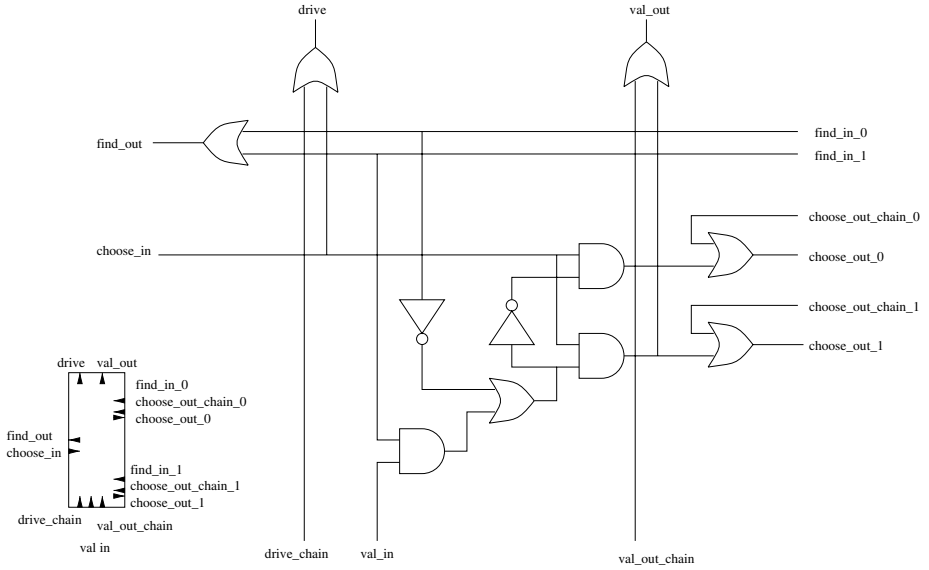 drive
val_out
find_out
find_in_0
find_in_1
choose_out_chain_0
choose_in
choose_out_0
choose_out_chain_1
choose_out_1
drive val_out
find_in_0
choose_out_chain_0
choose_out_0
find_out
choose_in
find_in_1
choose_out_chain_1
choose_out_1
drive_chain
val_out_chain
val in
drive_chain
val_in
val_out_chain